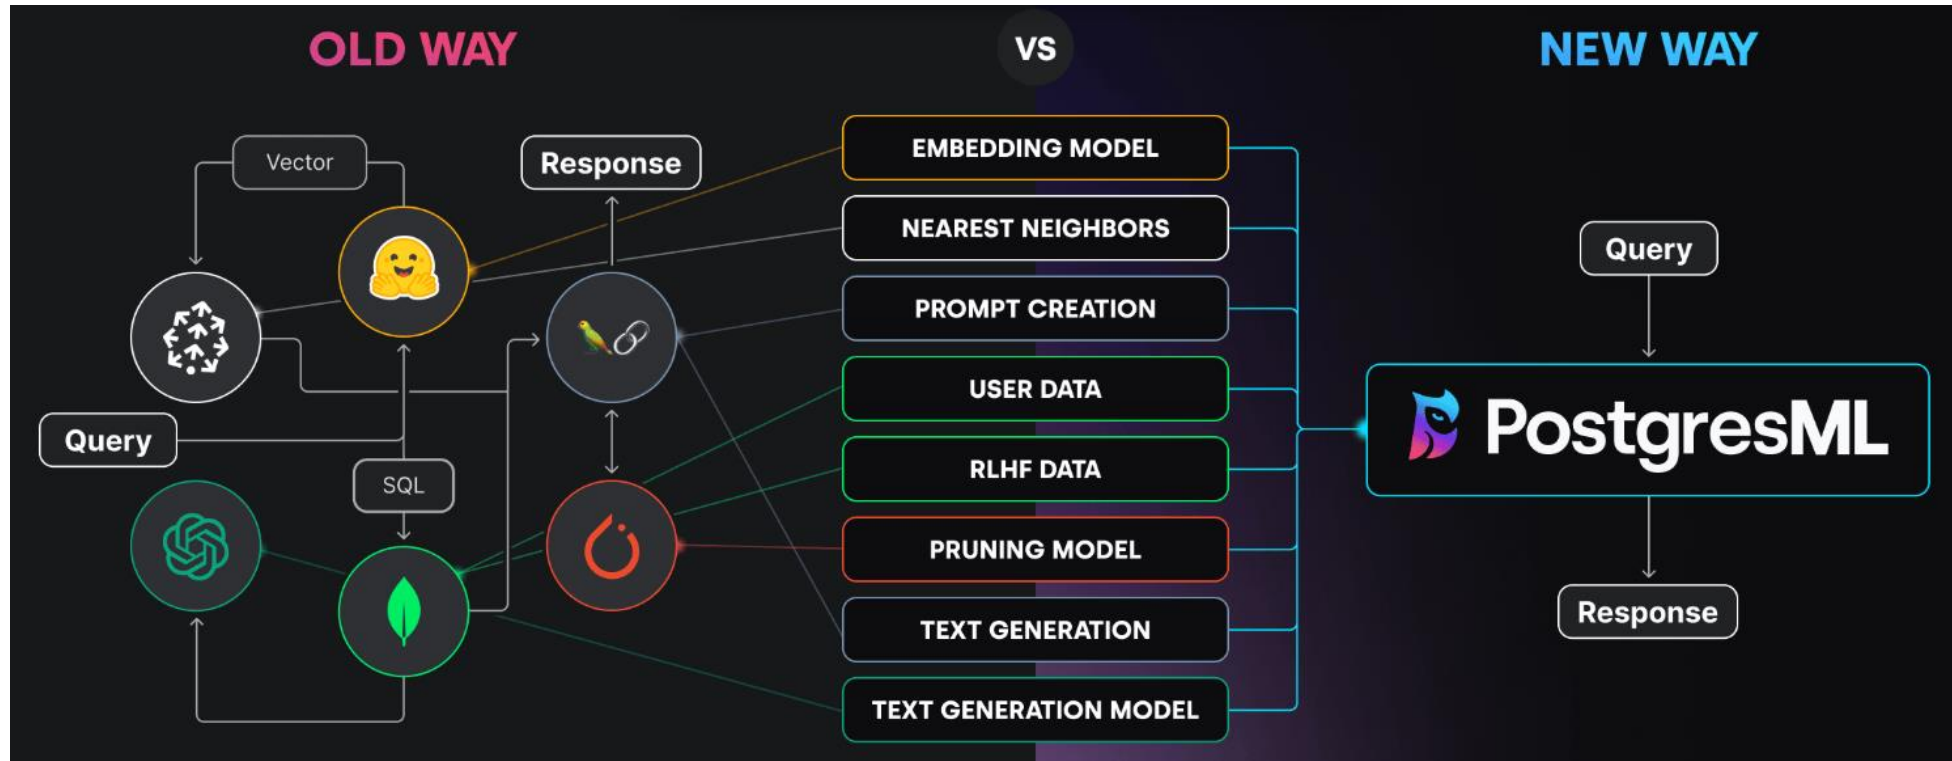 OLD WAY
VS
NEW WAY
Vector
Response
Query
SQL
EMBEDDING MODEL
NEAREST NEIGHBORS
PROMPT CREATION
USER DATA
RLHF DATA
PRUNING MODEL
TEXT GENERATION
TEXT GENERATION MODEL
Query
PostgresML
Response